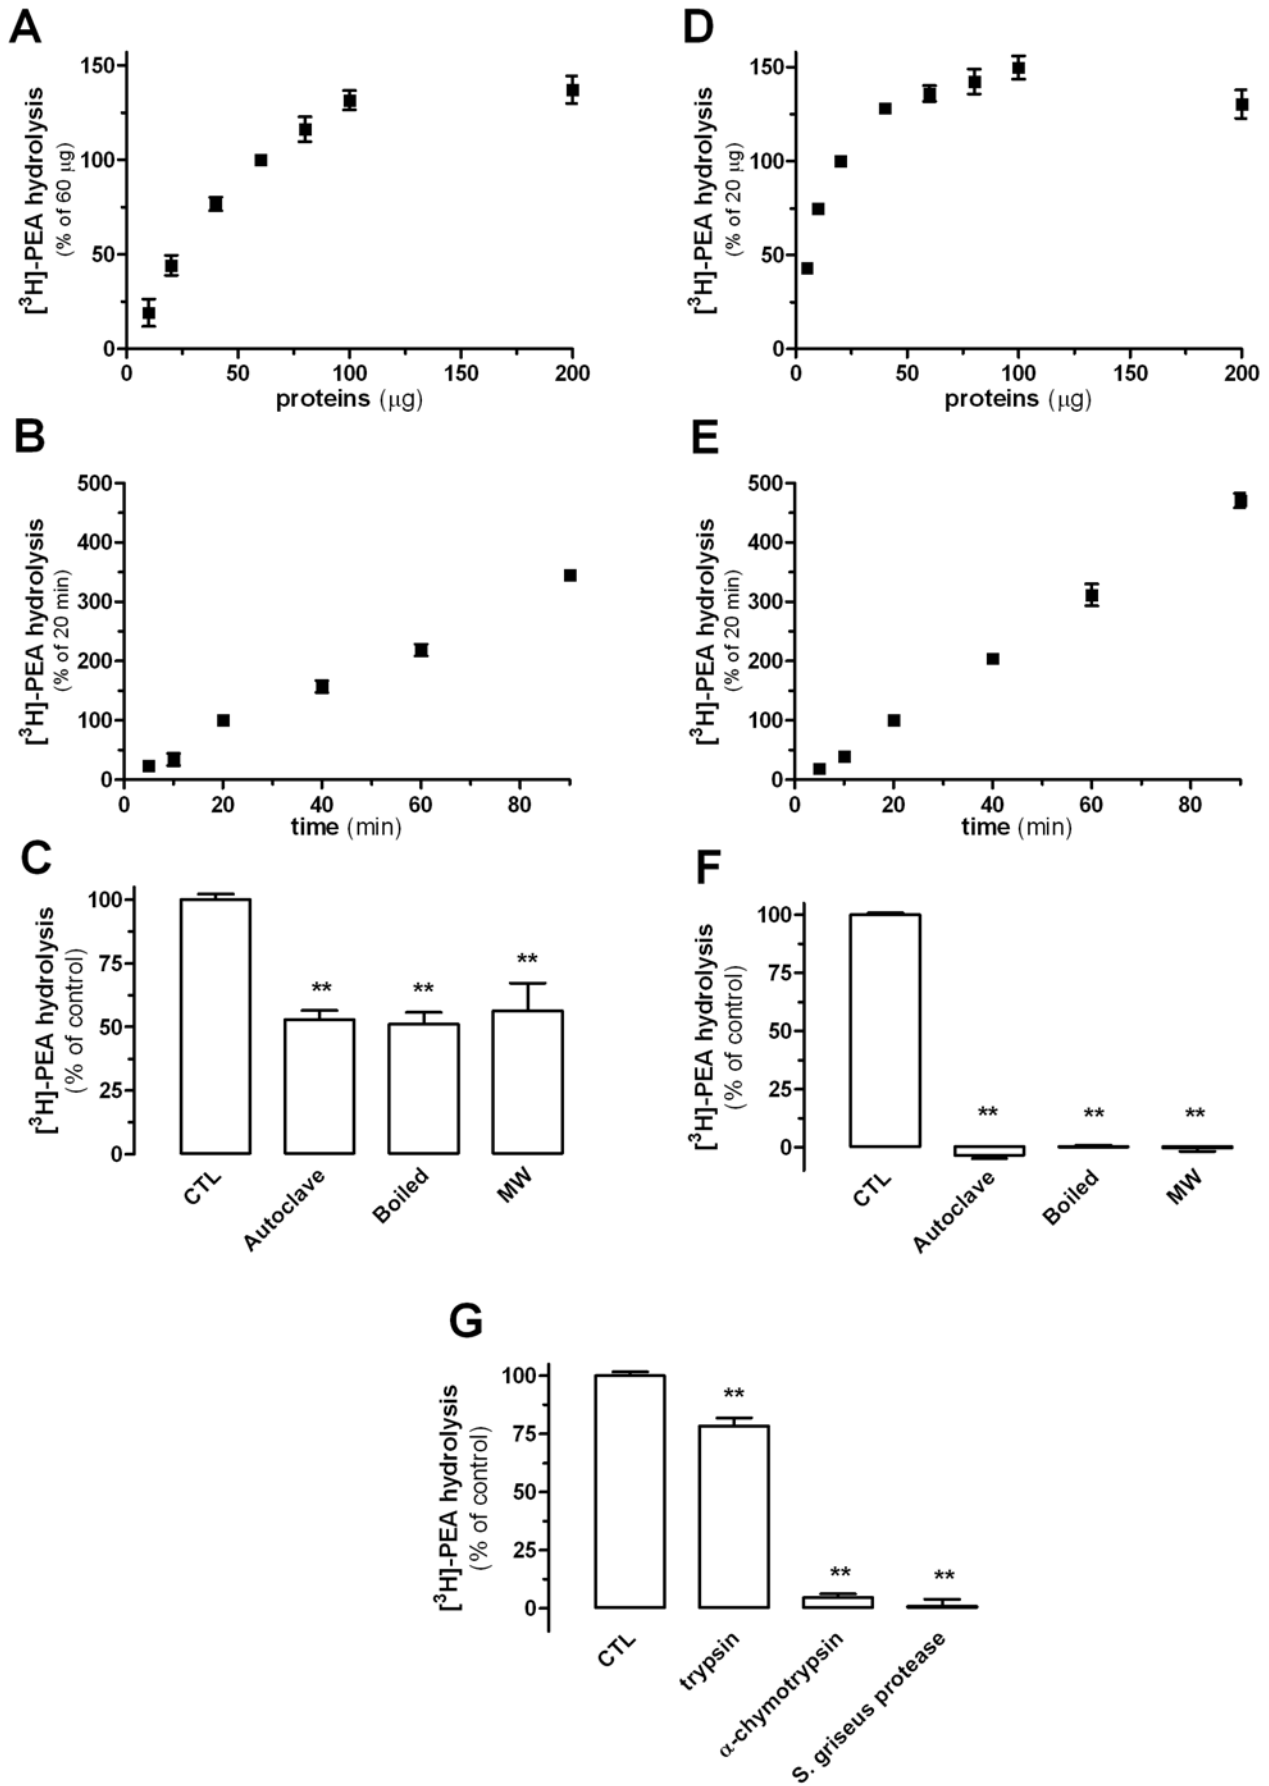 A
[³H]-PEA hydrolysis
(% of 60 µg)
150
100
50
0
0 50 100 150 200
proteins (µg)
D
[³H]-PEA hydrolysis
(% of 20 µg)
150
100
50
0
0 50 100 150 200
proteins (µg)
B
[³H]-PEA hydrolysis
(% of 20 min)
500
400
300
200
100
0
0 20 40 60 80
time (min)
E
[³H]-PEA hydrolysis
(% of 20 min)
500
400
300
200
100
0
0 20 40 60 80
time (min)
C
[³H]-PEA hydrolysis
(% of control)
100
75
50
25
0
** ** **
CTL
Autoclave
Boiled
MW
F
[³H]-PEA hydrolysis
(% of control)
100
75
50
25
0
** ** **
CTL
Autoclave
Boiled
MW
G
[³H]-PEA hydrolysis
(% of control)
100
75
50
25
0
** ** **
CTL
trypsin
α-chymotrypsin
S. griseus protease